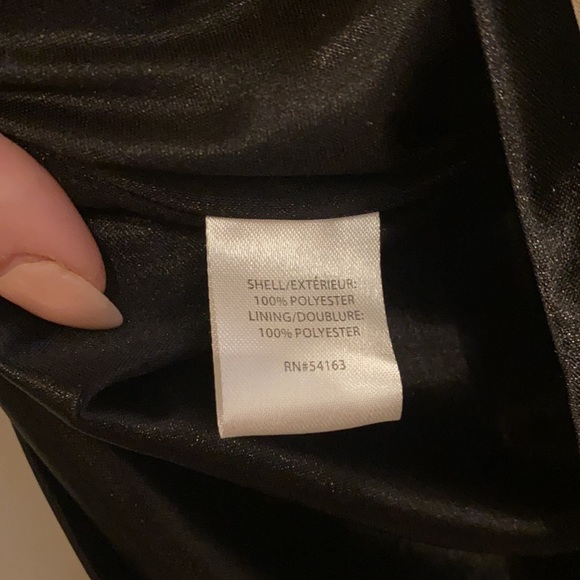 SHELL/EXTÉRIEUR:
100% POLYESTER
LINING/DOUBLURE:
100% POLYESTER
RN#54163